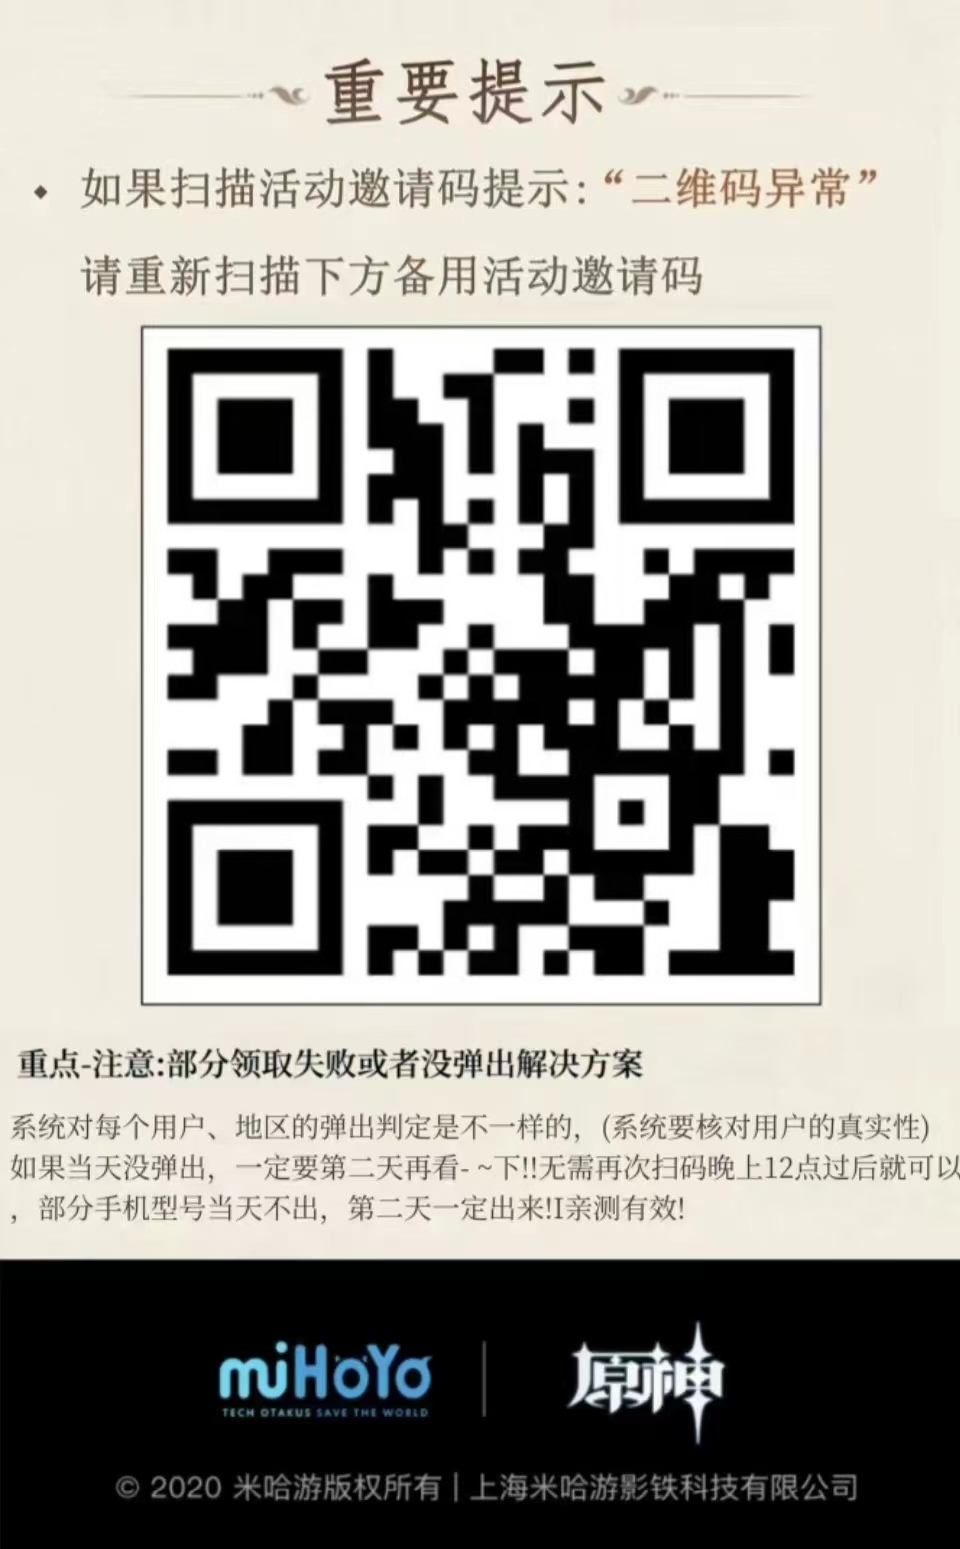 重要提示
如果扫描活动邀请码提示:“二维码异常”
请重新扫描下方备用活动邀请码
重点-注意:部分领取失败或者没弹出解决方案
系统对每个用户、地区的弹出判定是不一样的，(系统要核对用户的真实性)
如果当天没弹出，一定要第二天再看- ~下!!无需再次扫码晚上12点过后就可以
，部分手机型号当天不出，第二天一定出来!I亲测有效!
miHoYo
TECH OTAKUS SAVE THE WORLD
原神
© 2020 米哈游版权所有 | 上海米哈游影铁科技有限公司